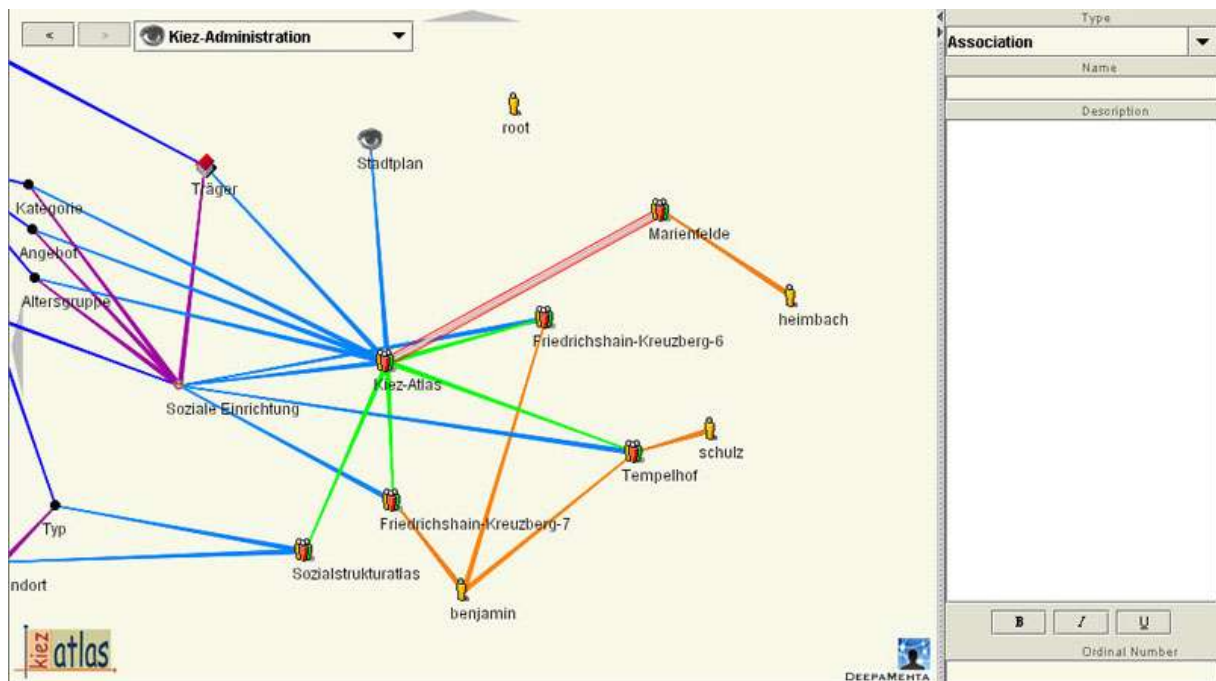 < > Kiez-Administration
root
Stadtplan
Träger
Kategorie
Marienfelde
Angebot
Altersgruppe
heimbach
Friedrichshain-Kreuzberg-6
Kiez-Atlas
Soziale Einrichtung
schulz
Tempelhof
Friedrichshain-Kreuzberg-7
Typ
Sozialstrukturatlas
ndort
benjamin
kiez atlas
DEEPAMEHTA
Type
Association
Name
Description
B I U
Ordinal Number